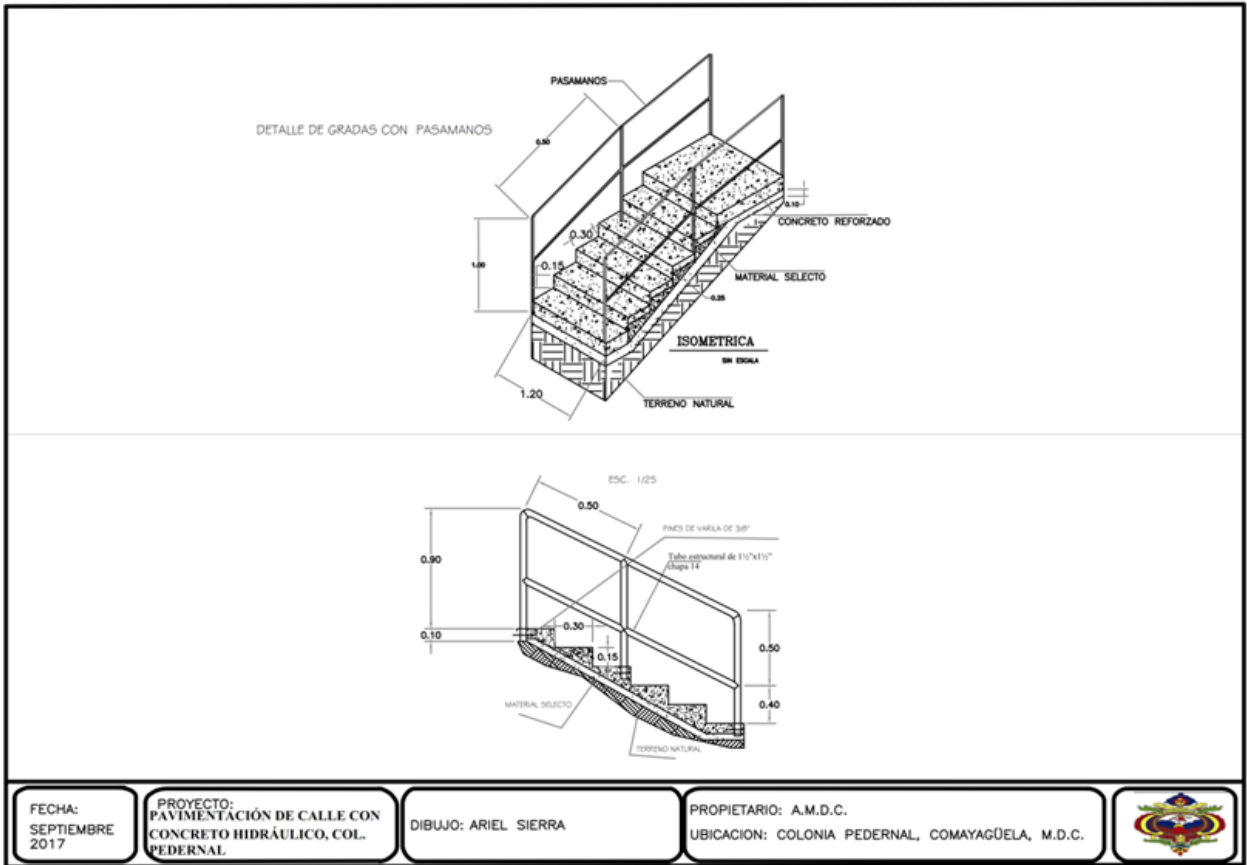 DETALLE DE GRADAS CON PASAMANOS
PASAMANOS
0.50
1.00
0.30
0.15
0.10
CONCRETO REFORZADO
MATERIAL SELECTO
0.25
ISOMETRICA
SIN ESCALA
1.20
TERRENO NATURAL
ESC. 1/25
0.50
PINES DE VARILA DE 3/8"
Tubo estructural de 1½"x1½"
chapa 14
0.90
0.10
0.30
0.15
0.50
0.40
MATERIAL SELECTO
TERRENO NATURAL
FECHA:
SEPTIEMBRE
2017
PROYECTO:
PAVIMENTACIÓN DE CALLE CON
CONCRETO HIDRÁULICO, COL.
PEDERNAL
DIBUJO: ARIEL SIERRA
PROPIETARIO: A.M.D.C.
UBICACION: COLONIA PEDERNAL, COMAYAGÜELA, M.D.C.